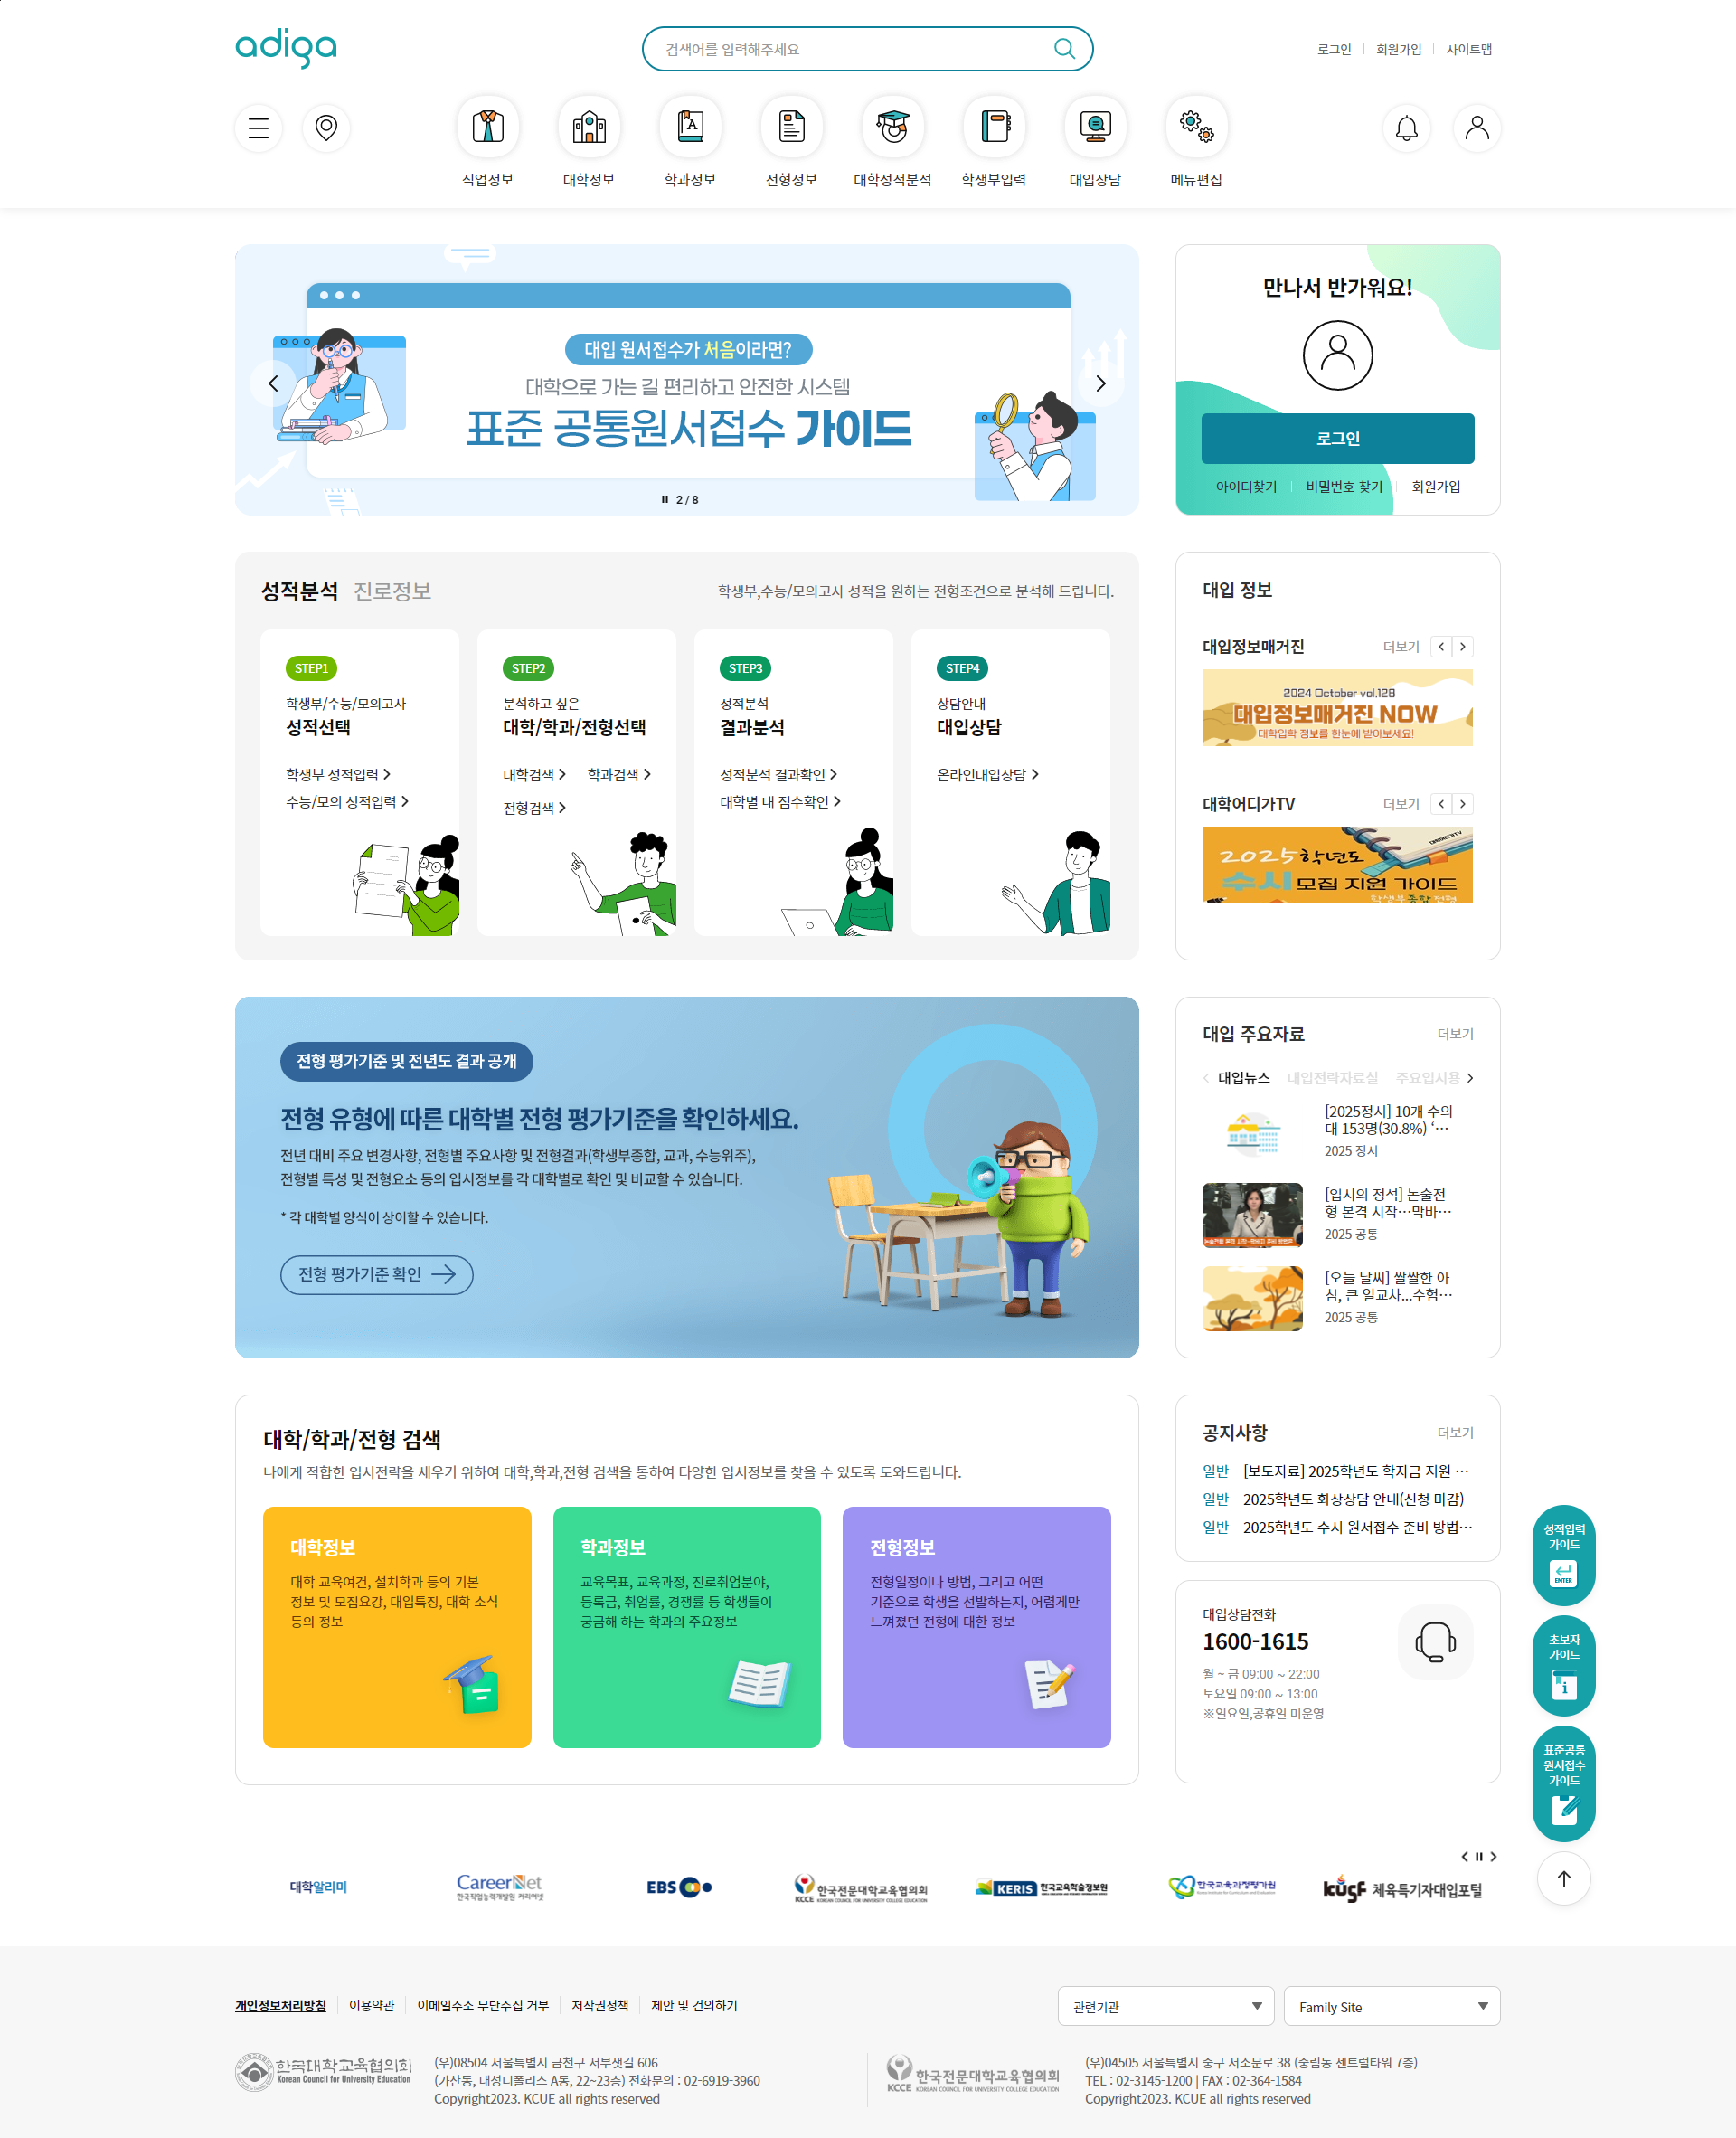 adiga
검색어를 입력해주세요
로그인
회원가입
사이트맵
직업정보
대학정보
학과정보
전형정보
대학성적분석
학생부입력
대입상담
메뉴편집
대입 원서접수가 처음이라면?
대학으로 가는 길 편리하고 안전한 시스템
표준 공통원서접수 가이드
2 / 8
만나서 반가워요!
로그인
아이디찾기
비밀번호 찾기
회원가입
성적분석 진로정보
학생부,수능/모의고사 성적을 원하는 전형조건으로 분석해 드립니다.
STEP1
학생부/수능/모의고사
성적선택
학생부 성적입력
수능/모의 성적입력
STEP2
분석하고 싶은
대학/학과/전형선택
대학검색 학과검색
전형검색
STEP3
성적분석
결과분석
성적분석 결과확인
대학별 내 점수확인
STEP4
상담안내
대입상담
온라인대입상담
대입 정보
대입정보매거진 더보기
2024 October vol.128
대입정보매거진 NOW
대학입학 정보를 한눈에 받아보세요!
대학어디가TV 더보기
2025학년도
수시모집 지원 가이드
전형 평가기준 및 전년도 결과 공개
전형 유형에 따른 대학별 전형 평가기준을 확인하세요.
전년 대비 주요 변경사항, 전형별 주요사항 및 전형결과(학생부종합, 교과, 수능위주),
전형별 특성 및 전형요소 등의 입시정보를 각 대학별로 확인 및 비교할 수 있습니다.
* 각 대학별 양식이 상이할 수 있습니다.
전형 평가기준 확인
대입 주요자료 더보기
대입뉴스 대입전략자료실 주요입시용
[2025정시] 10개 수의
대 153명(30.8%) ‘…
2025 정시
[입시의 정석] 논술전
형 본격 시작…막바…
2025 공통
[오늘 날씨] 쌀쌀한 아
침, 큰 일교차...수험…
2025 공통
대학/학과/전형 검색
나에게 적합한 입시전략을 세우기 위하여 대학,학과,전형 검색을 통하여 다양한 입시정보를 찾을 수 있도록 도와드립니다.
대학정보
대학 교육여건, 설치학과 등의 기본
정보 및 모집요강, 대입특징, 대학 소식
등의 정보
학과정보
교육목표, 교육과정, 진로취업분야,
등록금, 취업률, 경쟁률 등 학생들이
궁금해 하는 학과의 주요정보
전형정보
전형일정이나 방법, 그리고 어떤
기준으로 학생을 선발하는지, 어렵게만
느껴졌던 전형에 대한 정보
공지사항 더보기
일반 [보도자료] 2025학년도 학자금 지원 …
일반 2025학년도 화상상담 안내(신청 마감)
일반 2025학년도 수시 원서접수 준비 방법…
대입상담전화
1600-1615
월 ~ 금 09:00 ~ 22:00
토요일 09:00 ~ 13:00
※일요일,공휴일 미운영
성적입력
가이드
ENTER
초보자
가이드
표준공통
원서접수
가이드
대학알리미
CareerNet
한국직업능력개발원 커리어넷
EBS
KCCE 한국전문대학교육협의회
KOREAN COUNCIL FOR UNIVERSITY COLLEGE EDUCATION
KERIS 한국교육학술정보원
한국교육과정평가원
kusf 체육특기자대입포털
개인정보처리방침
이용약관
이메일주소 무단수집 거부
저작권정책
제안 및 건의하기
관련기관
Family Site
한국대학교육협의회
Korean Council for University Education
(우)08504 서울특별시 금천구 서부샛길 606
(가산동, 대성디폴리스 A동, 22~23층) 전화문의 : 02-6919-3960
Copyright2023. KCUE all rights reserved
KCCE 한국전문대학교육협의회
KOREAN COUNCIL FOR UNIVERSITY COLLEGE EDUCATION
(우)04505 서울특별시 중구 서소문로 38 (중림동 센트럴타워 7층)
TEL : 02-3145-1200 | FAX : 02-364-1584
Copyright2023. KCUE all rights reserved